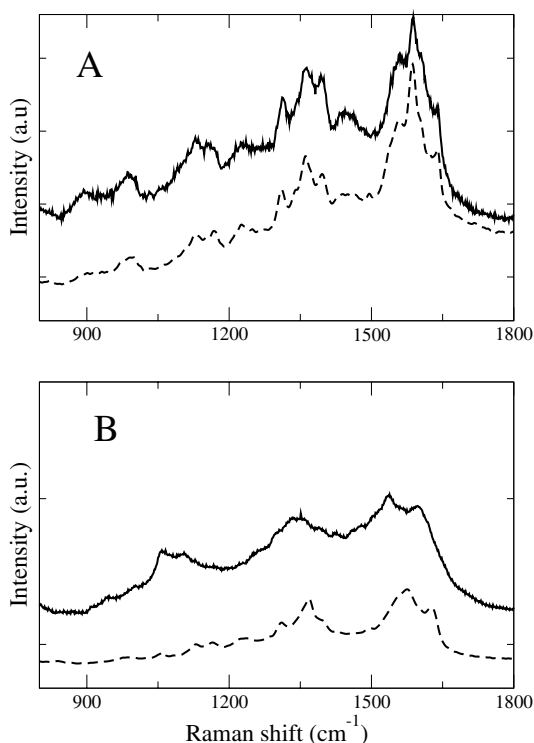 A
Intensity (a.u)
900 1200 1500 1800
B
Intensity (a.u.)
900 1200 1500 1800
Raman shift (cm⁻¹)